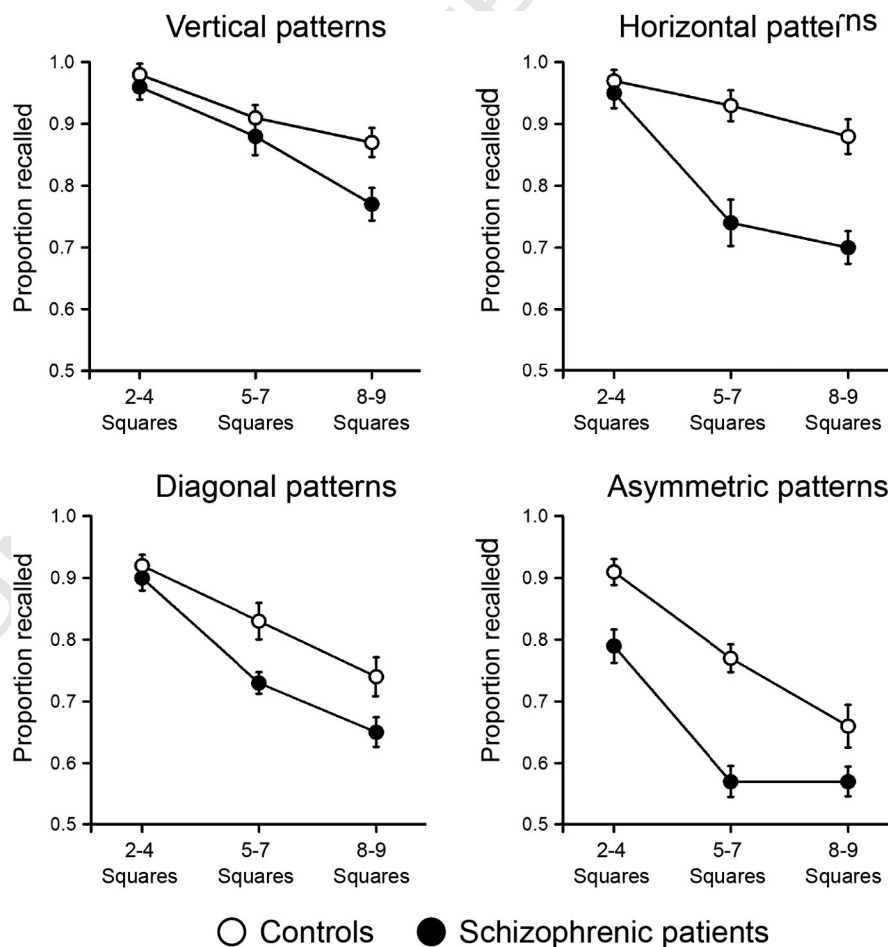 Vertical patterns
Proportion recalled
1.0
0.9
0.8
0.7
0.6
0.5
2-4 Squares
5-7 Squares
8-9 Squares
Horizontal patterns
Proportion recalledd
1.0
0.9
0.8
0.7
0.6
0.5
2-4 Squares
5-7 Squares
8-9 Squares
Diagonal patterns
Proportion recalled
1.0
0.9
0.8
0.7
0.6
0.5
2-4 Squares
5-7 Squares
8-9 Squares
Asymmetric patterns
Proportion recalledd
1.0
0.9
0.8
0.7
0.6
0.5
2-4 Squares
5-7 Squares
8-9 Squares
Controls
Schizophrenic patients